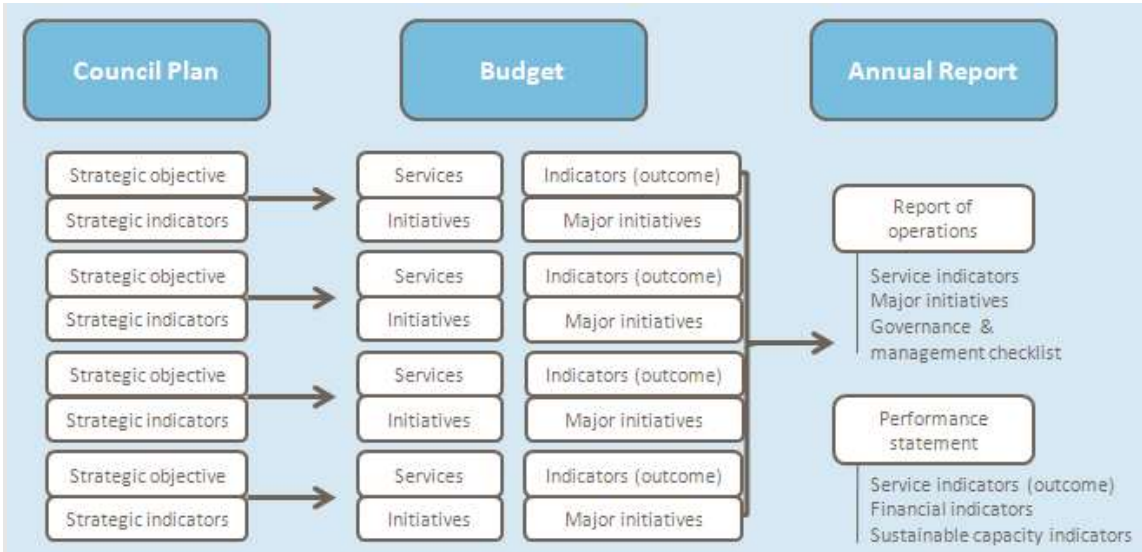 Council Plan
Budget
Annual Report
Strategic objective
Strategic indicators
Strategic objective
Strategic indicators
Strategic objective
Strategic indicators
Strategic objective
Strategic indicators
Services
Indicators (outcome)
Initiatives
Major initiatives
Services
Indicators (outcome)
Initiatives
Major initiatives
Services
Indicators (outcome)
Initiatives
Major initiatives
Services
Indicators (outcome)
Initiatives
Major initiatives
Report of
operations
Service indicators
Major initiatives
Governance &
management checklist
Performance
statement
Service indicators (outcome)
Financial indicators
Sustainable capacity indicators